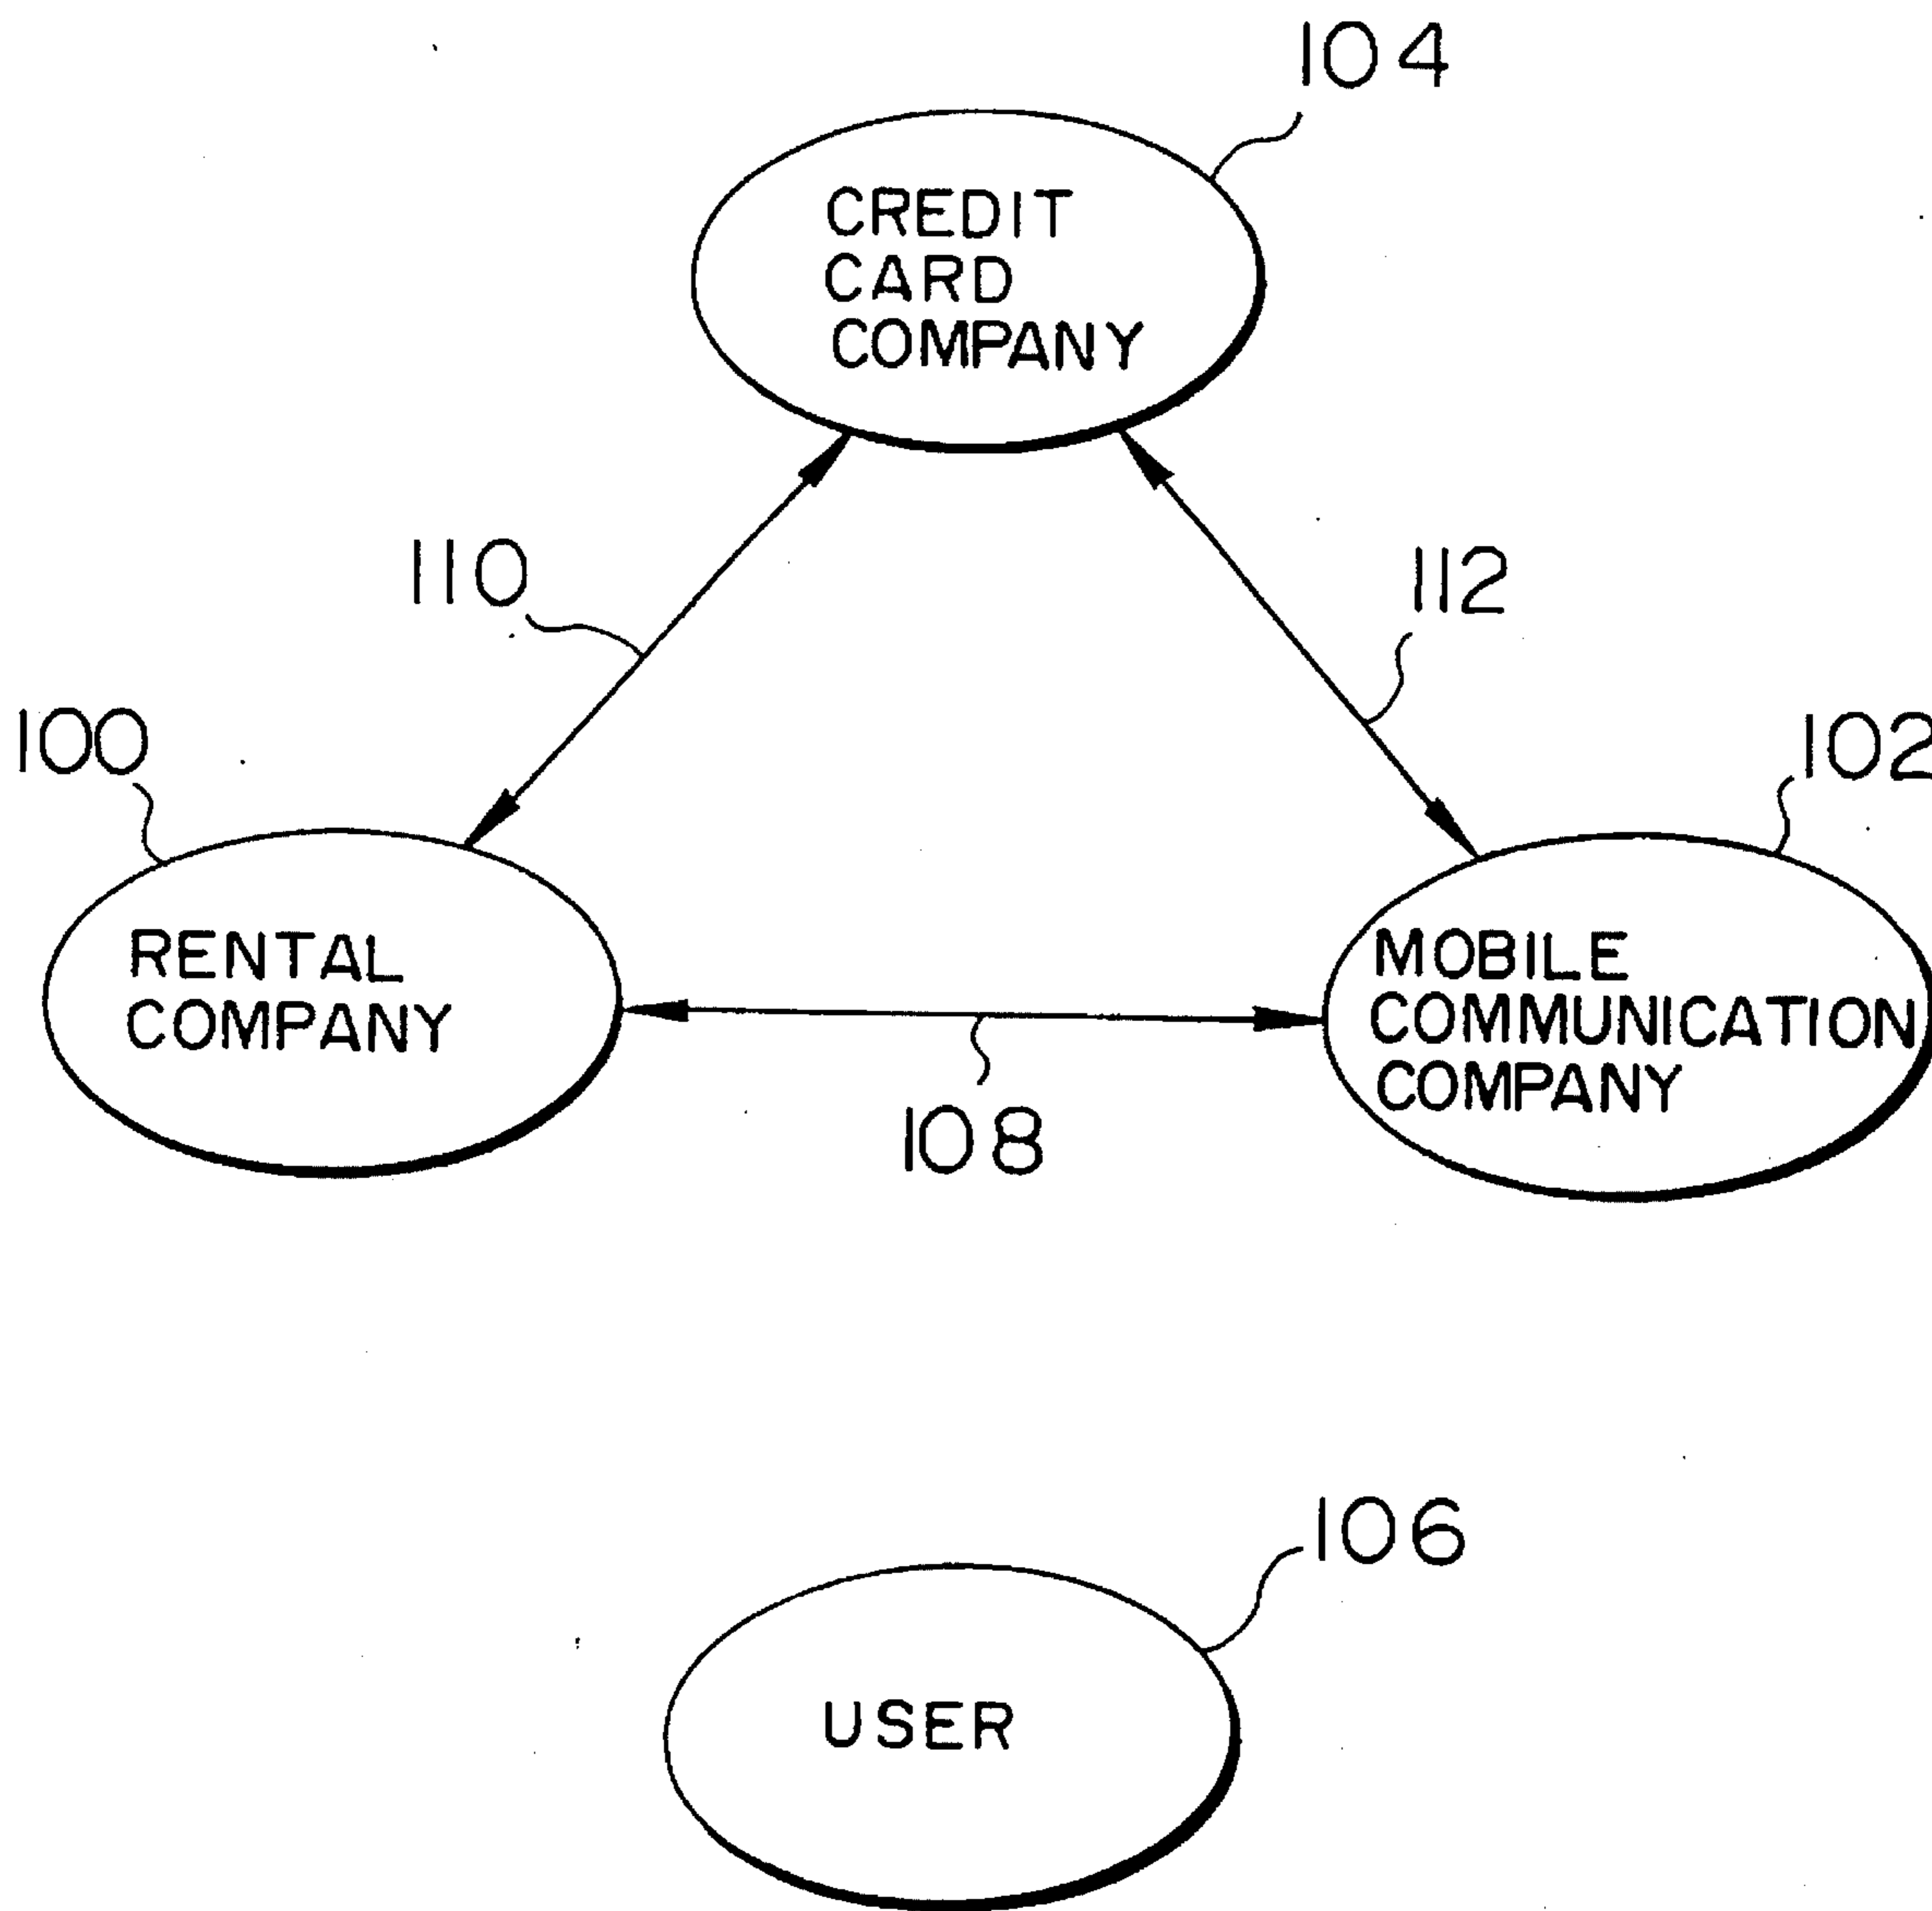 104
CREDIT
CARD
COMPANY
110
112
100
102
RENTAL
COMPANY
MOBILE
COMMUNICATION
COMPANY
108
106
USER